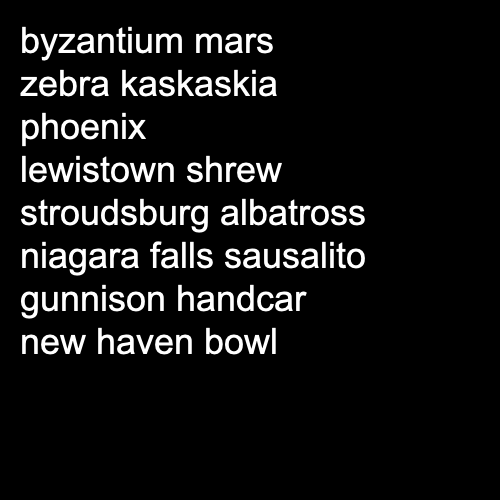 byzantium mars
zebra kaskaskia
phoenix
lewistown shrew
stroudsburg albatross
niagara falls sausalito
gunnison handcar
new haven bowl